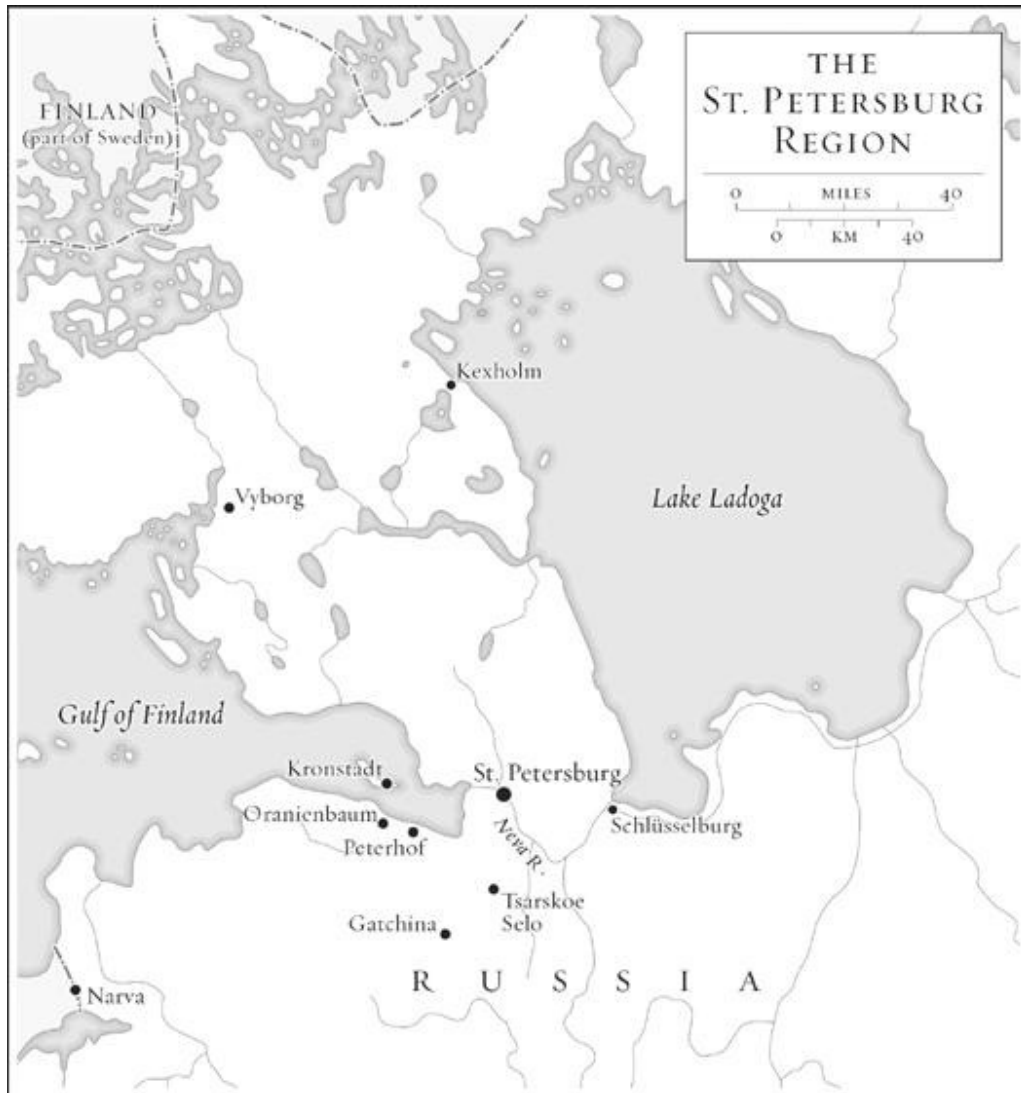 THE
ST. PETERSBURG
REGION
0 MILES 40
0 KM 40
FINLAND
(part of Sweden)
Kexholm
Vyborg
Lake Ladoga
Gulf of Finland
Kronstadt
St. Petersburg
Oranienbaum
Schlüsselburg
Peterhof
Neva R.
Tsarskoe
Selo
Gatchina
RUSSIA
Narva